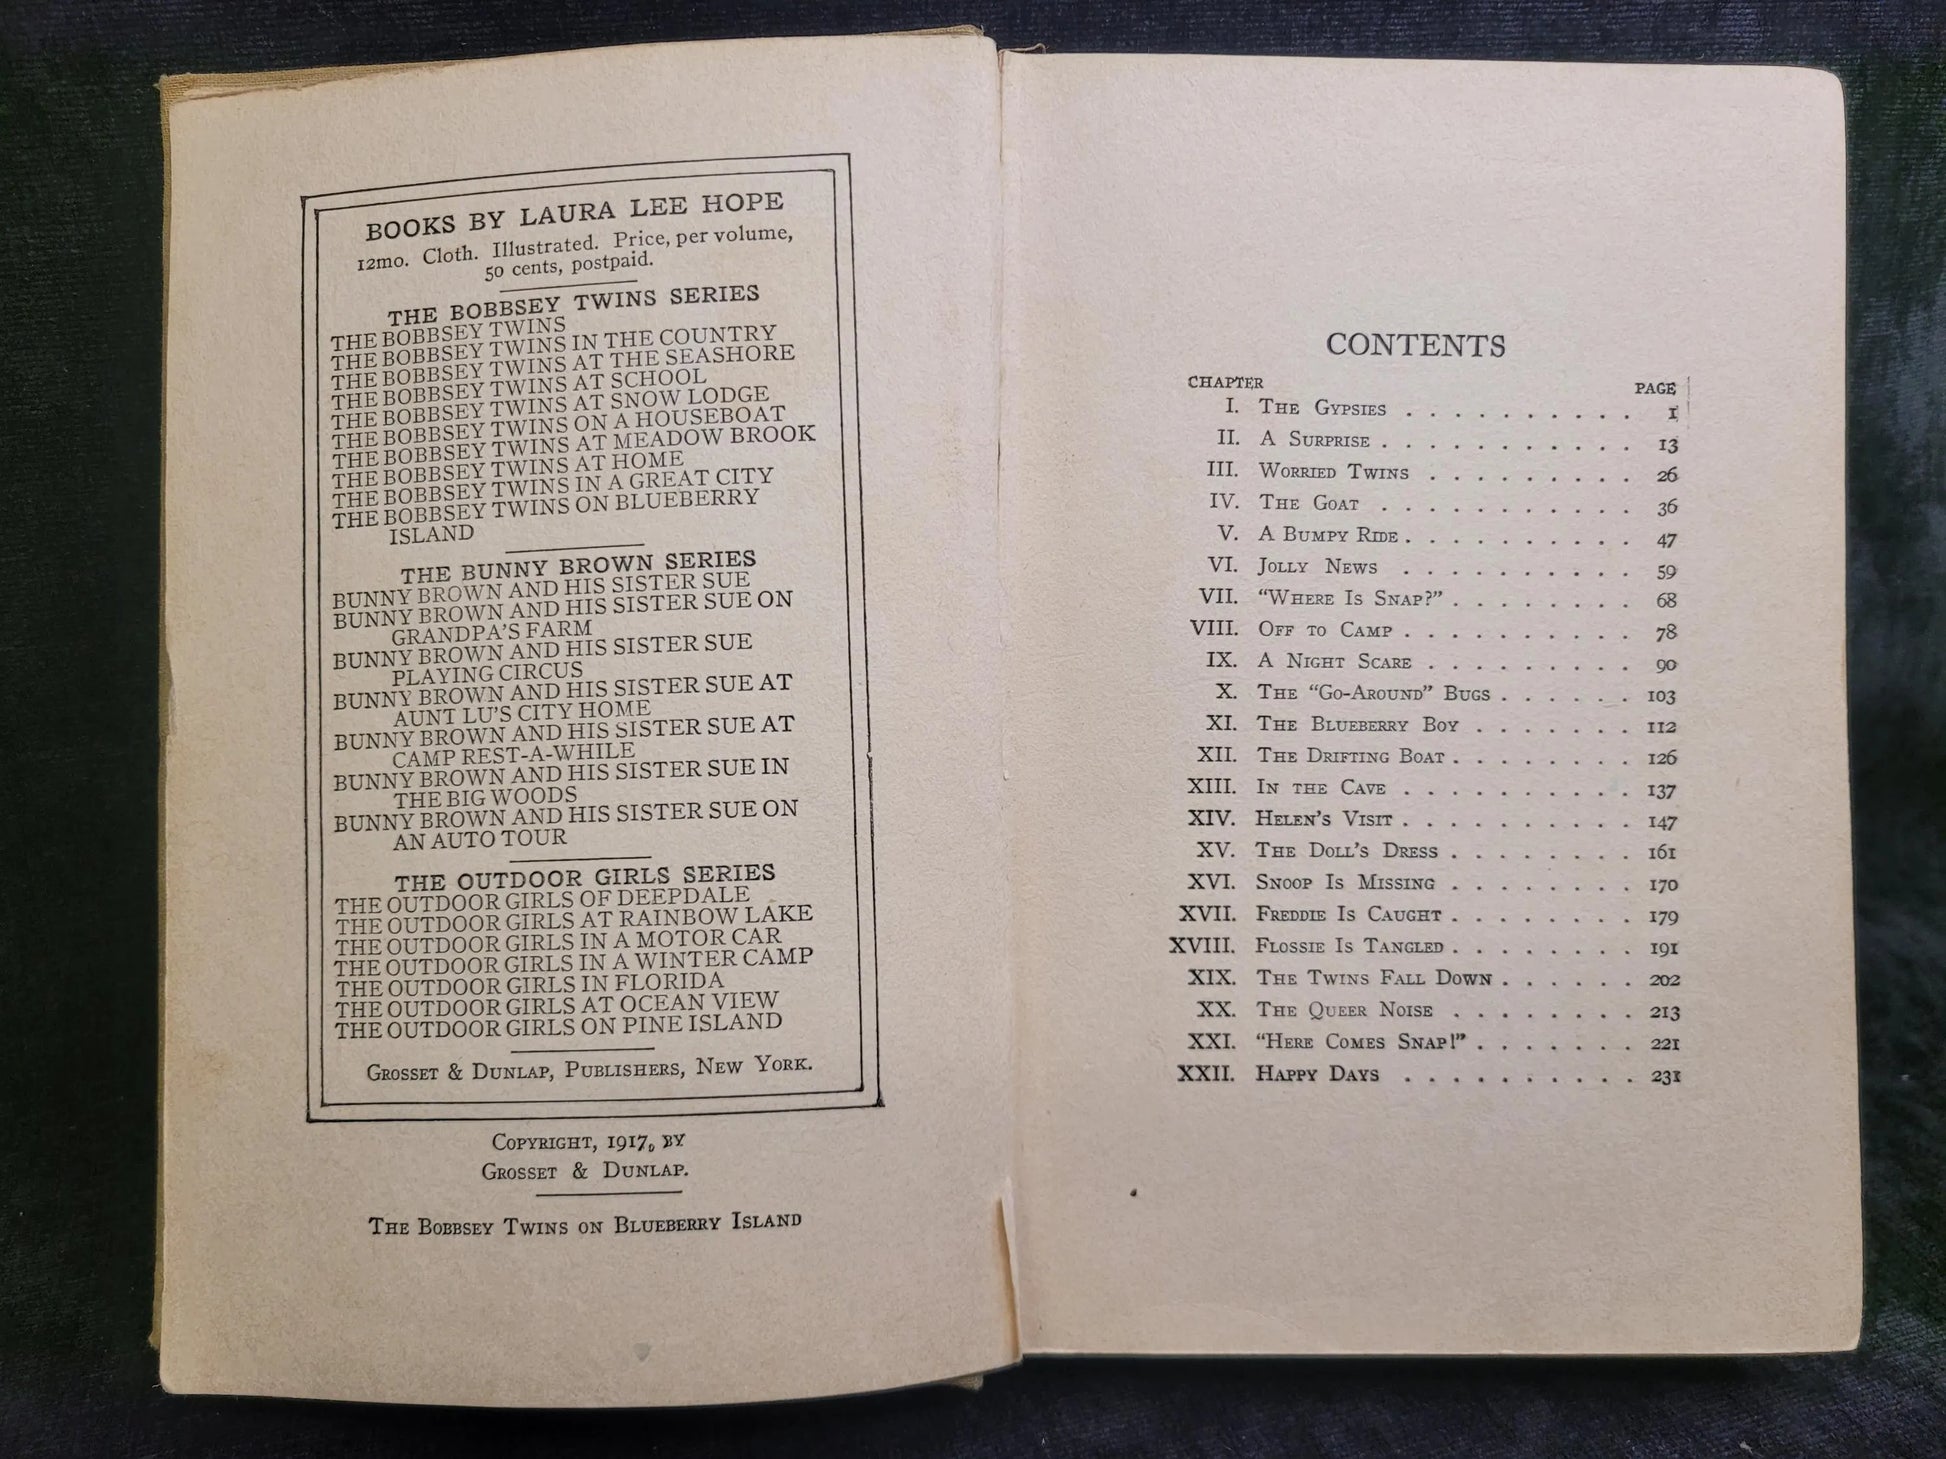 BOOKS BY LAURA LEE HOPE
12mo. Cloth. Illustrated. Price, per volume,
50 cents, postpaid.
THE BOBBSEY TWINS SERIES
THE BOBBSEY TWINS
THE BOBBSEY TWINS IN THE COUNTRY
THE BOBBSEY TWINS AT THE SEASHORE
THE BOBBSEY TWINS AT SCHOOL
THE BOBBSEY TWINS AT SNOW LODGE
THE BOBBSEY TWINS ON A HOUSEBOAT
THE BOBBSEY TWINS AT MEADOW BROOK
THE BOBBSEY TWINS AT HOME
THE BOBBSEY TWINS IN A GREAT CITY
THE BOBBSEY TWINS ON BLUEBERRY
ISLAND
THE BUNNY BROWN SERIES
BUNNY BROWN AND HIS SISTER SUE
BUNNY BROWN AND HIS SISTER SUE ON
GRANDPA'S FARM
BUNNY BROWN AND HIS SISTER SUE
PLAYING CIRCUS
BUNNY BROWN AND HIS SISTER SUE AT
AUNT LU'S CITY HOME
BUNNY BROWN AND HIS SISTER SUE AT
CAMP REST-A-WHILE
BUNNY BROWN AND HIS SISTER SUE IN
THE BIG WOODS
BUNNY BROWN AND HIS SISTER SUE ON
AN AUTO TOUR
THE OUTDOOR GIRLS SERIES
THE OUTDOOR GIRLS OF DEEPDALE
THE OUTDOOR GIRLS AT RAINBOW LAKE
THE OUTDOOR GIRLS IN A MOTOR CAR
THE OUTDOOR GIRLS IN A WINTER CAMP
THE OUTDOOR GIRLS IN FLORIDA
THE OUTDOOR GIRLS AT OCEAN VIEW
THE OUTDOOR GIRLS ON PINE ISLAND
GROSSET & DUNLAP, PUBLISHERS, NEW YORK.
COPYRIGHT, 1917, BY
GROSSET & DUNLAP.
THE BOBBSEY TWINS ON BLUEBERRY ISLAND
CONTENTS
CHAPTER PAGE
I. THE GYPSIES . . . . . . . . . . 1
II. A SURPRISE . . . . . . . . . . . 13
III. WORRIED TWINS . . . . . . . . . 26
IV. THE GOAT . . . . . . . . . . . 36
V. A BUMPY RIDE . . . . . . . . . . 47
VI. JOLLY NEWS . . . . . . . . . . 59
VII. "WHERE IS SNAP?" . . . . . . . . 68
VIII. OFF TO CAMP . . . . . . . . . . 78
IX. A NIGHT SCARE . . . . . . . . . 90
X. THE "GO-AROUND" BUGS . . . . . . 103
XI. THE BLUEBERRY BOY . . . . . . . 112
XII. THE DRIFTING BOAT . . . . . . . . 126
XIII. IN THE CAVE . . . . . . . . . . 137
XIV. HELEN'S VISIT . . . . . . . . . . 147
XV. THE DOLL'S DRESS . . . . . . . . 161
XVI. SNOOP IS MISSING . . . . . . . . 170
XVII. FREDDIE IS CAUGHT . . . . . . . . 179
XVIII. FLOSSIE IS TANGLED . . . . . . . . 191
XIX. THE TWINS FALL DOWN . . . . . . 202
XX. THE QUEER NOISE . . . . . . . . 213
XXI. "HERE COMES SNAP!" . . . . . . . 221
XXII. HAPPY DAYS . . . . . . . . . . 231